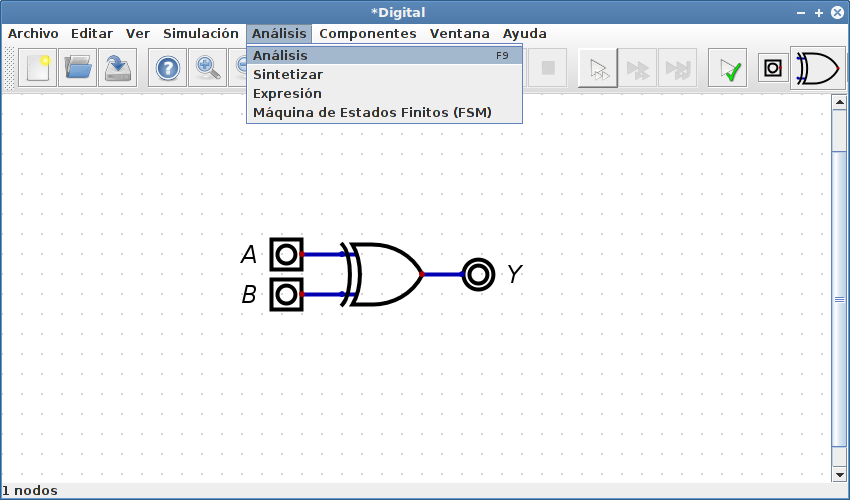 *Digital
Archivo Editar Ver Simulación Análisis Componentes Ventana Ayuda
Análisis F9
Sintetizar
Expresión
Máquina de Estados Finitos (FSM)
A
B
Y
1 nodos